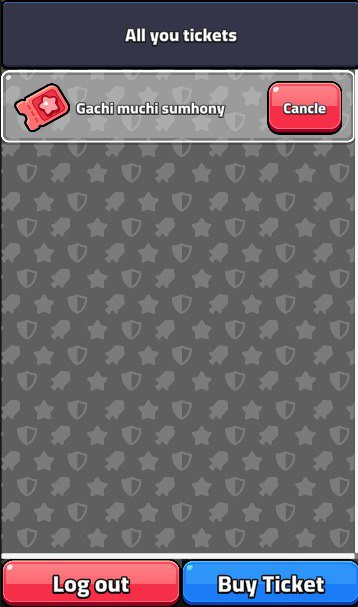 All you tickets
Gachi muchi sumhony
Cancle
Log out
Buy Ticket